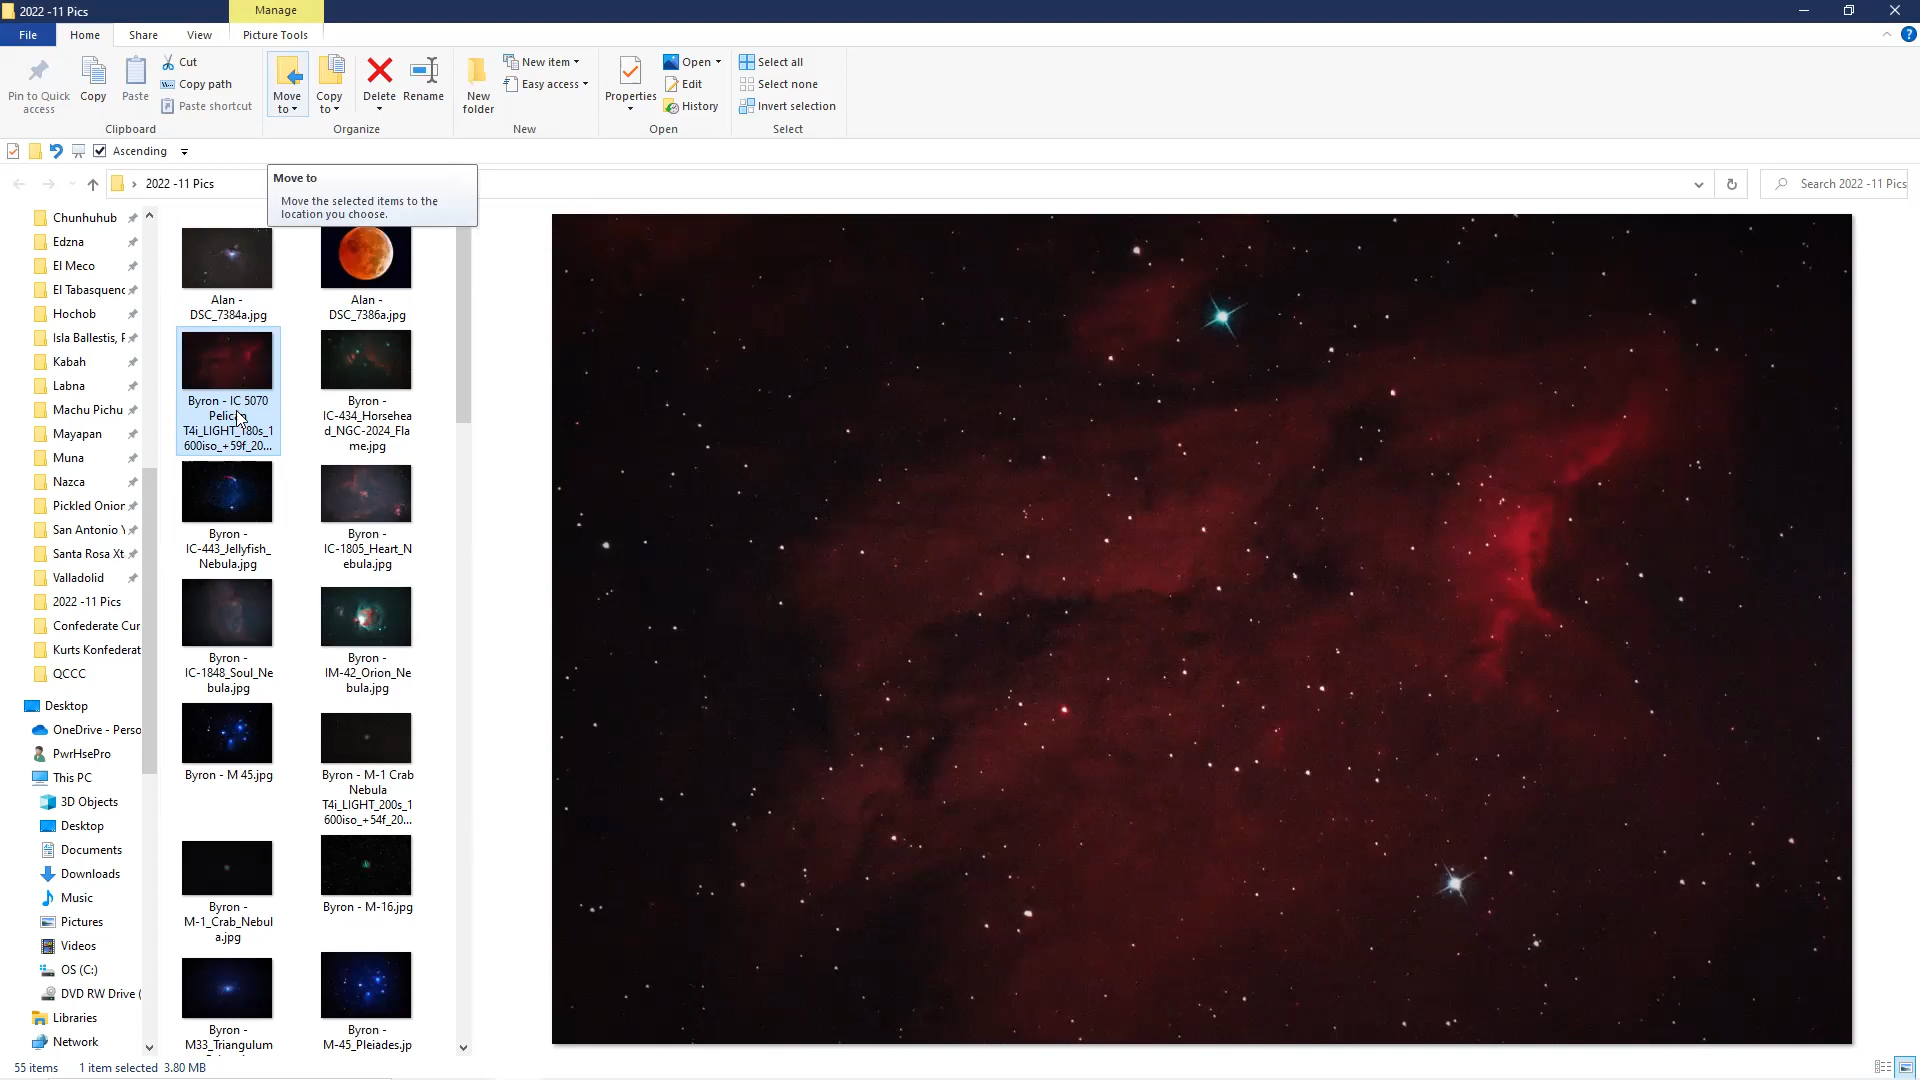 2022 -11 Pics
Manage
File
Home
Share
View
Picture Tools
Pin to Quick access
Copy
Paste
Cut
Copy path
Paste shortcut
Clipboard
Move to
Copy to
Delete
Rename
Organize
New folder
New item
Easy access
New
Properties
Open
Edit
History
Open
Select all
Select none
Invert selection
Select
Ascending
2022 -11 Pics
Search 2022 -11 Pics
Move to
Move the selected items to the
location you choose.
Chunhuhub
Edzna
El Meco
El Tabasquenc
Hochob
Isla Ballestis, F
Kabah
Labna
Machu Pichu
Mayapan
Muna
Nazca
Pickled Onion
San Antonio Y
Santa Rosa Xt
Valladolid
2022 -11 Pics
Confederate Cur
Kurts Konfederat
QCCC
Desktop
OneDrive - Perso
PwrHsePro
This PC
3D Objects
Desktop
Documents
Downloads
Music
Pictures
Videos
OS (C:)
DVD RW Drive (
Libraries
Network
Alan -
DSC_7384a.jpg
Alan -
DSC_7386a.jpg
Byron - IC 5070
Pelican
T4i_LIGHT_180s_1
600iso_+59f_20...
Byron -
IC-434_Horsehea
d_NGC-2024_Fla
me.jpg
Byron -
IC-443_Jellyfish_
Nebula.jpg
Byron -
IC-1805_Heart_N
ebula.jpg
Byron -
IC-1848_Soul_Ne
bula.jpg
Byron -
IM-42_Orion_Ne
bula.jpg
Byron - M 45.jpg
Byron - M-1 Crab
Nebula
T4i_LIGHT_200s_1
600iso_+54f_20...
Byron -
M-1_Crab_Nebul
a.jpg
Byron - M-16.jpg
Byron -
M33_Triangulum
Byron -
M-45_Pleiades.jp
55 items
1 item selected 3.80 MB